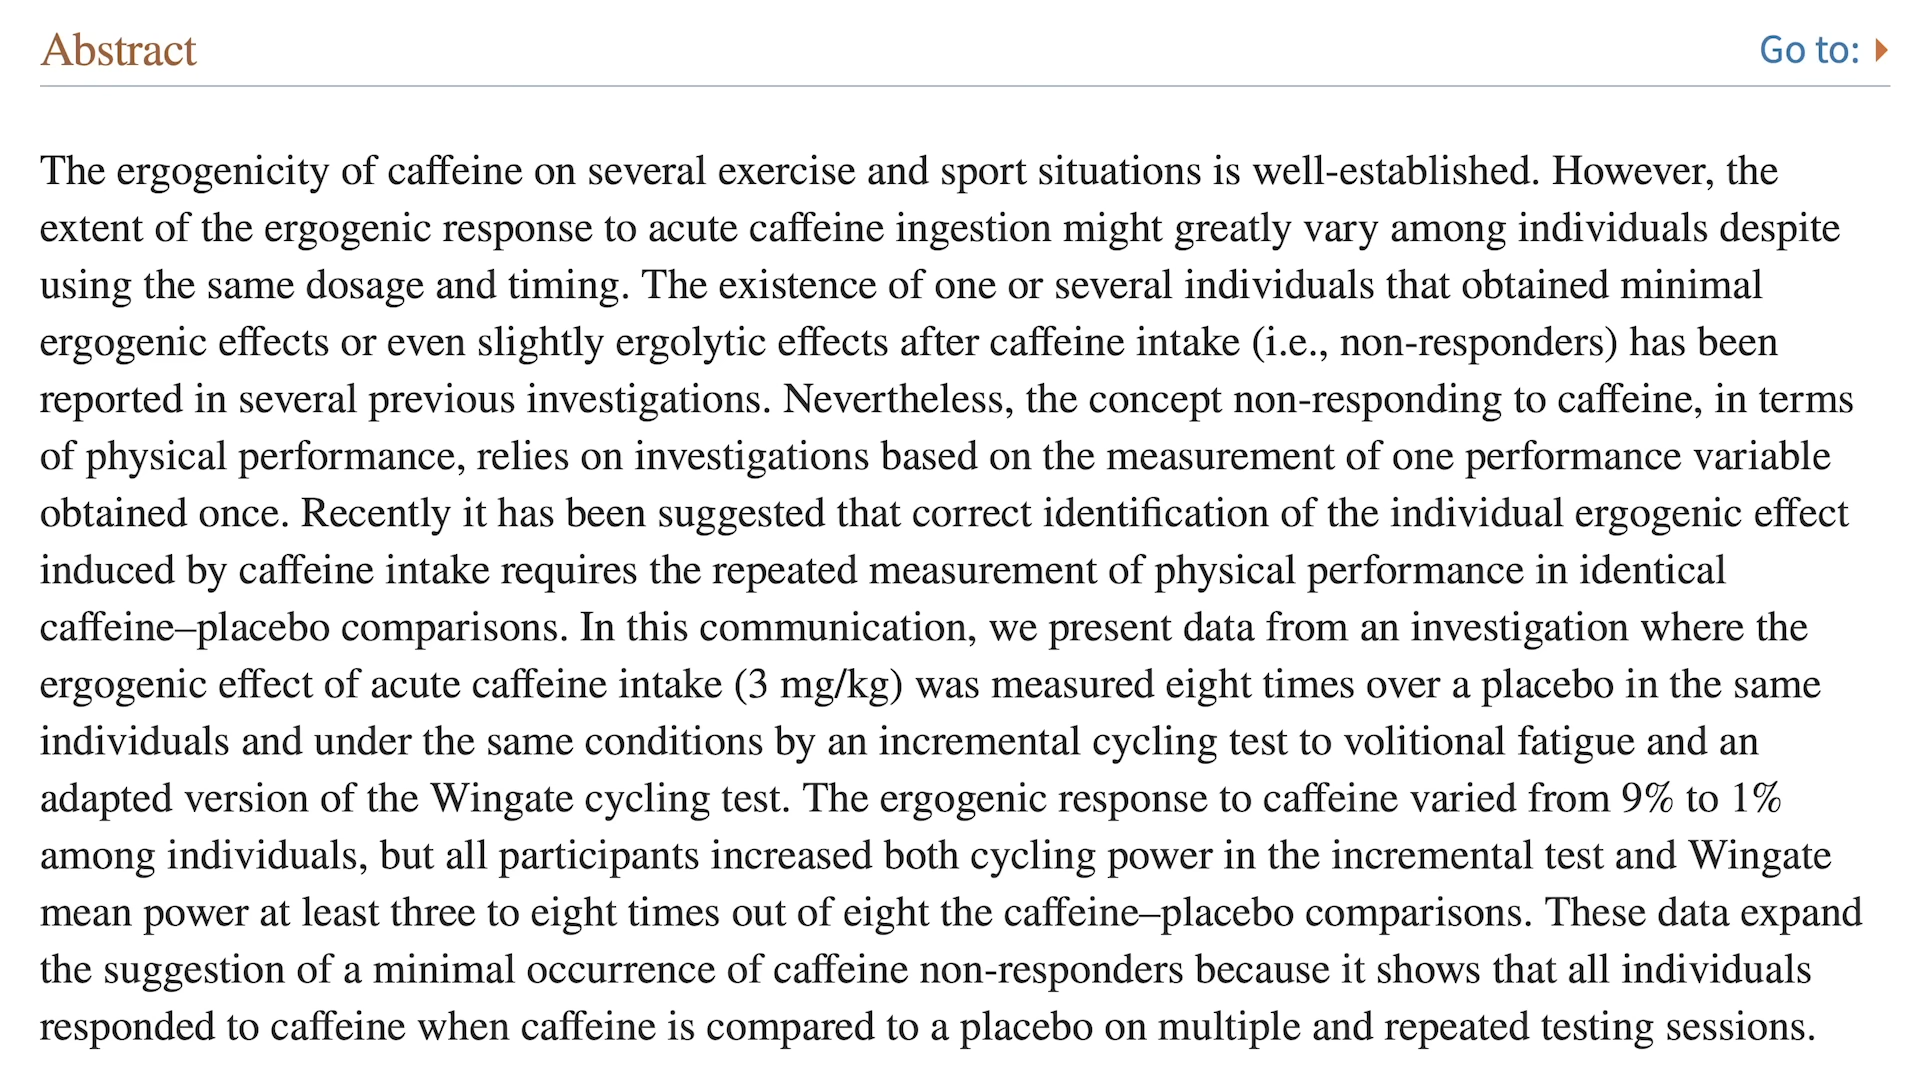 Abstract
Go to:
The ergogenicity of caffeine on several exercise and sport situations is well-established. However, the
extent of the ergogenic response to acute caffeine ingestion might greatly vary among individuals despite
using the same dosage and timing. The existence of one or several individuals that obtained minimal
ergogenic effects or even slightly ergolytic effects after caffeine intake (i.e., non-responders) has been
reported in several previous investigations. Nevertheless, the concept non-responding to caffeine, in terms
of physical performance, relies on investigations based on the measurement of one performance variable
obtained once. Recently it has been suggested that correct identification of the individual ergogenic effect
induced by caffeine intake requires the repeated measurement of physical performance in identical
caffeine–placebo comparisons. In this communication, we present data from an investigation where the
ergogenic effect of acute caffeine intake (3 mg/kg) was measured eight times over a placebo in the same
individuals and under the same conditions by an incremental cycling test to volitional fatigue and an
adapted version of the Wingate cycling test. The ergogenic response to caffeine varied from 9% to 1%
among individuals, but all participants increased both cycling power in the incremental test and Wingate
mean power at least three to eight times out of eight the caffeine–placebo comparisons. These data expand
the suggestion of a minimal occurrence of caffeine non-responders because it shows that all individuals
responded to caffeine when caffeine is compared to a placebo on multiple and repeated testing sessions.